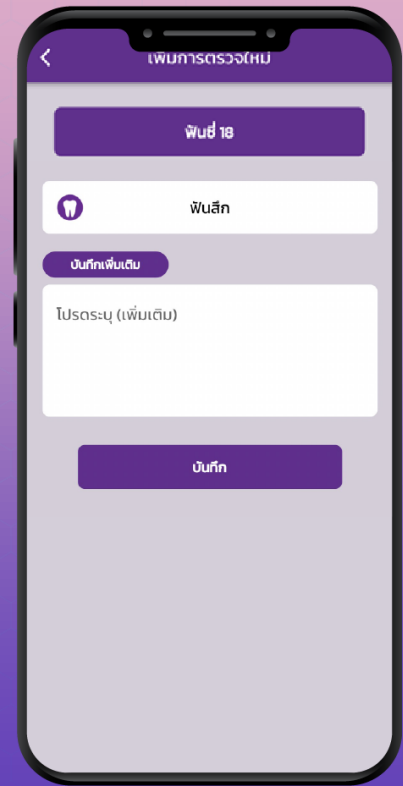 เพิ่มการตรวจใหม่
ฟันซี่ 18
ฟันสึก
บันทึกเพิ่มเติม
โปรดระบุ (เพิ่มเติม)
บันทึก